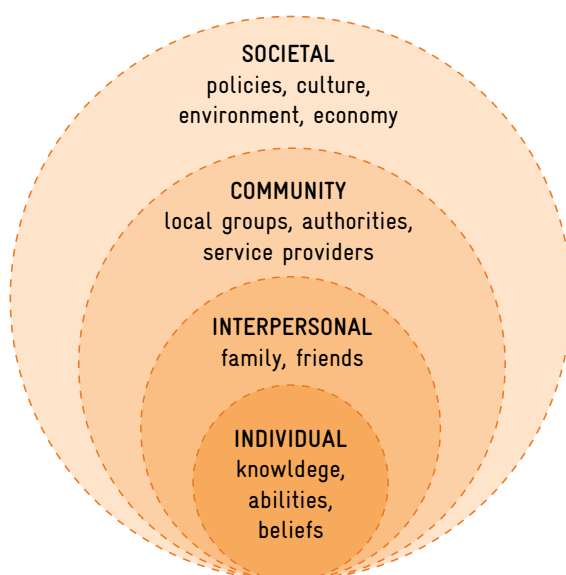 SOCIETAL
policies, culture,
environment, economy
COMMUNITY
local groups, authorities,
service providers
INTERPERSONAL
family, friends
INDIVIDUAL
knowldege,
abilities,
beliefs